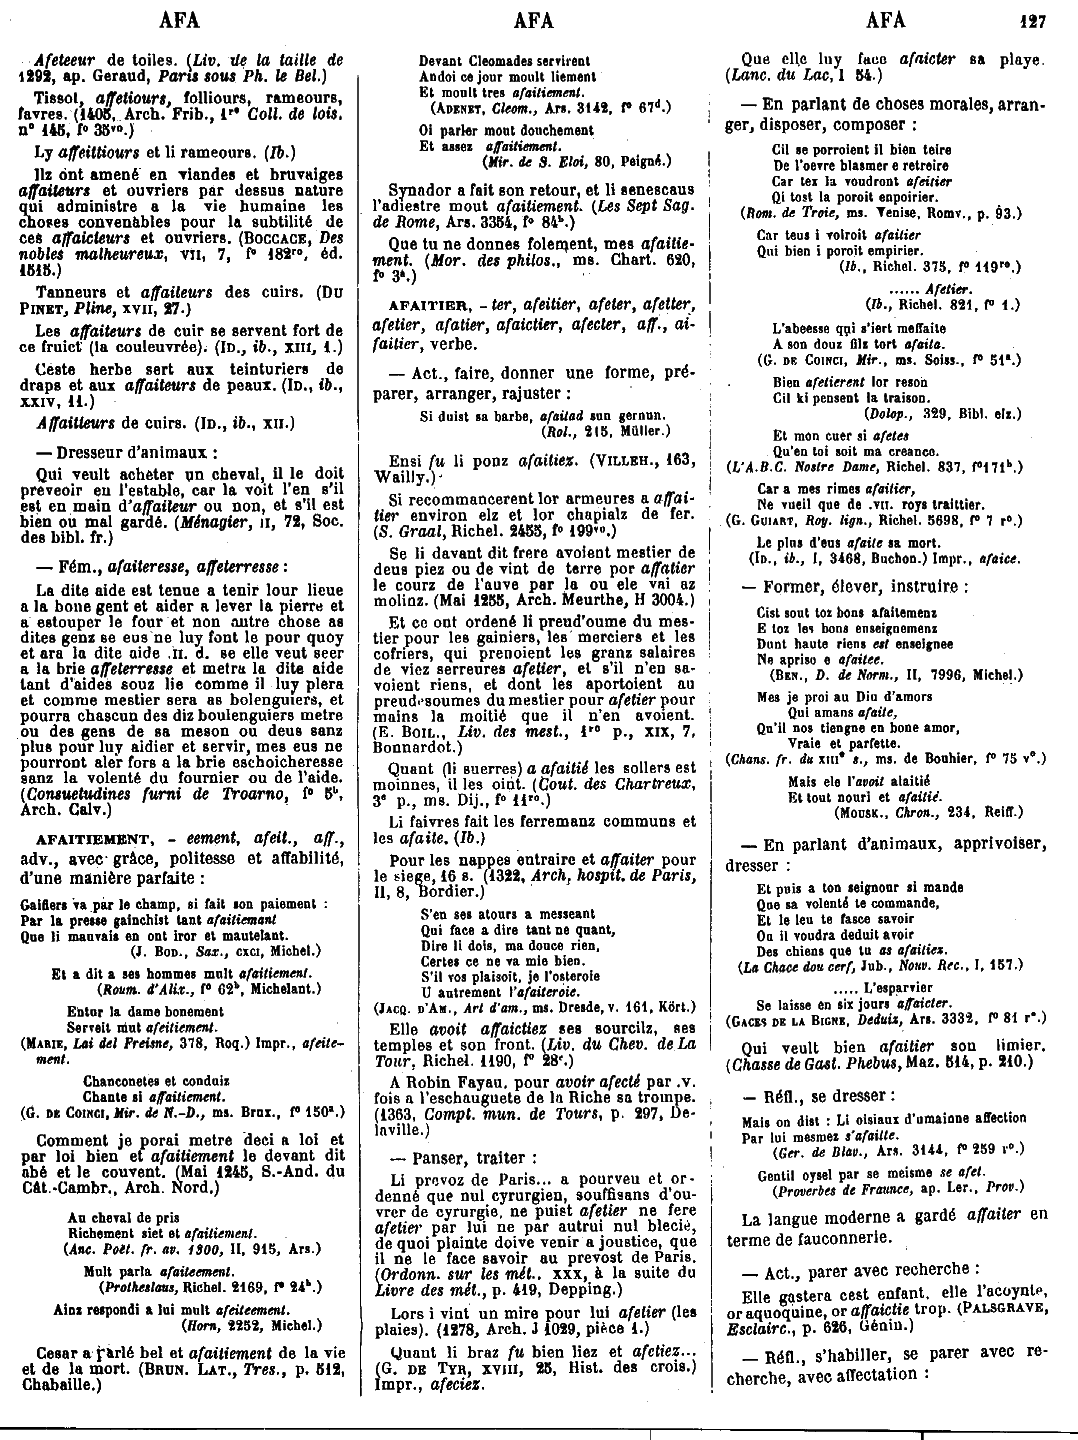 AFA
AFA
AFA
127
Afeteeur de toiles. (Liv. de la taille de
1292, ap. Geraud, Paris sous Ph. le Bel.)
Tissot, affetiours, folliours, rameours,
favres. (1405, Arch. Frib., 1re Coll. de lois.
n° 145, f° 35vo.)
Ly affeittiours et li rameours. (Ib.)
Ilz ont amené en viandes et bruvaiges
affaiteurs et ouvriers par dessus nature
qui administre a la vie humaine les
choses convenables pour la subtilité de
ces affaicteurs et ouvriers. (BOCCACE, Des
nobles malheureux, VII, 7, f° 182ro, éd.
1515.)
Tanneurs et affaiteurs des cuirs. (DU
PINET, Pline, XVII, 27.)
Les affaiteurs de cuir se servent fort de
ce fruict (la couleuvrée). (ID., ib., XIII, 1.)
Ceste herbe sert aux teinturiers de
draps et aux affaiteurs de peaux. (ID., ib.,
XXIV, 11.)
Affaitteurs de cuirs. (ID., ib., XII.)
— Dresseur d'animaux :
Qui veult acheter un cheval, il le doit
preveoir en l'estable, car la voit l'en s'il
est en main d'affaiteur ou non, et s'il est
bien ou mal gardé. (Ménagier, II, 72, Soc.
des bibl. fr.)
— Fém., afaiteresse, affeterresse :
La dite aide est tenue a tenir lour lieue
a la bone gent et aider a lever la pierre et
a estouper le four et non autre chose as
dites genz se eus ne luy font le pour quoy
et ara la dite aide .II. d. se elle veut seer
a la brie affeterresse et metra la dite aide
tant d'aides souz lie comme il luy plera
et comme mestier sera as bolenguiers, et
pourra chascun des diz boulenguiers metre
ou des gens de sa meson ou deus sanz
plus pour luy aidier et servir, mes eus ne
pourront aler fors a la brie eschoicheresse
sanz la volenté du fournier ou de l'aide.
(Consuetudines furni de Troarno, f° 5b,
Arch. Calv.)
AFAITIEMENT, - eement, afeit., aff.,
adv., avec grâce, politesse et affabilité,
d'une manière parfaite :
Gaifiers va par le champ, si fait son paiement :
Par la presse gainchist tant afaitiemant
Que li mauvais en ont iror et mautelant.
(J. BOD., Sax., CXCI, Michel.)
Et a dit a ses hommes mult afaitiement.
(Roum. d'Alix., f° 62b, Michelant.)
Entor la dame bonement
Serveit mut afeitiement.
(MARIE, Lai del Freisne, 378, Roq.) Impr., afeite-
ment.
Chanconetes et conduiz
Chante si affaitiement.
(G. DE COINCI, Mir. de N.-D., ms. Brux., f° 150a.)
Comment je porai metre deci a loi et
par loi bien et afaitiement le devant dit
abé et le couvent. (Mai 1245, S.-And. du
Cât.-Cambr., Arch. Nord.)
Au cheval de pris
Richement siet et afaitiement.
(Anc. Poët. fr. av. 1300, II, 915, Ars.)
Mult parla afaiteement.
(Protheslaus, Richel. 2169, f° 24b.)
Ainz respondi a lui mult afeiteement.
(Horn, 2252, Michel.)
Cesar a parlé bel et afaitiement de la vie
et de la mort. (BRUN. LAT., Tres., p. 512,
Chabaille.)
Devant Cleomades servirent
Andoi ce jour moult liement
Et moult tres afaitiement.
(ADENET, Cleom., Ars. 3142, f° 67d.)
Oi parler mout douchement
Et assez affaitiement.
(Mir. de S. Eloi, 80, Peigné.)
Synador a fait son retour, et li senescaus
l'adiestre mout afaitiement. (Les Sept Sag.
de Rome, Ars. 3354, f° 84b.)
Que tu ne donnes folement, mes afaitie-
ment. (Mor. des philos., ms. Chart. 620,
f° 3a.)
AFAITIER, - ter, afeitier, afeter, afetter,
afetier, afatier, afaictier, afecter, aff., ai-
faitier, verbe.
— Act., faire, donner une forme, pré-
parer, arranger, rajuster :
Si duist sa barbe, afaitad sun gernun.
(Rol., 215, Müller.)
Ensi fu li ponz afaitiez. (VILLEH., 163,
Wailly.)
Si recommancerent lor armeures a affai-
tier environ elz et lor chapialz de fer.
(S. Graal, Richel. 2455, f° 199vo.)
Se li davant dit frere avoient mestier de
deus piez ou de vint de terre por affatier
le courz de l'auve par la ou ele vai az
molinz. (Mai 1255, Arch. Meurthe, H 3004.)
Et ce ont ordené li preud'oume du mes-
tier pour les gainiers, les merciers et les
cofriers, qui prenoient les granz salaires
de viez serreures afetier, et s'il n'en sa-
voient riens, et dont les aportoient au
preudesoumes du mestier pour afetier pour
mains la moitié que il n'en avoient.
(E. BOIL., Liv. des mest., 1re p., XIX, 7,
Bonnardot.)
Quant (li suerres) a afaitié les sollers est
moinnes, il les oint. (Cout. des Chartreux,
3e p., ms. Dij., f° 11ro.)
Li faivres fait les ferremanz communs et
les afaite. (Ib.)
Pour les nappes entraire et affaiter pour
le siege, 16 s. (1322, Arch. hospit. de Paris,
II, 8, Bordier.)
S'en ses atours a messeant
Qui face a dire tant ne quant,
Dire li dois, ma douce rien,
Certes ce ne va mie bien.
S'il vos plaisoit, je l'osteroie
U autrement l'afaiteroie.
(JACQ. D'AM., Art d'am., ms. Dresde, v. 161, Kört.)
Elle avoit affaictiez ses sourcilz, ses
temples et son front. (Liv. du Chev. de La
Tour, Richel. 1190, f° 28c.)
A Robin Fayau, pour avoir afecté par .v.
fois a l'eschauguete de la Riche sa trompe.
(1363, Compt. mun. de Tours, p. 297, De-
laville.)
— Panser, traiter :
Li prevoz de Paris... a pourveu et or-
denné que nul cyrurgien, souffisans d'ou-
vrer de cyrurgie, ne puist afetier ne fere
afetier par lui ne par autrui nul blecié,
de quoi plainte doive venir a joustice, que
il ne le face savoir au prevost de Paris.
(Ordonn. sur les mét., XXX, à la suite du
Livre des mét., p. 419, Depping.)
Lors i vint un mire pour lui afetier (les
plaies). (1278, Arch. J 1029, pièce 1.)
Quant li braz fu bien liez et afetiez...
(G. DE TYR, XVIII, 25, Hist. des crois.)
Impr., afeciez.
Que elle luy face afaicter sa playe.
(Lanc. du Lac, I 54.)
— En parlant de choses morales, arran-
ger, disposer, composer :
Cil se porroient il bien teire
De l'oevre blasmer e retreire
Car tex la voudront afeitier
Qi tost la poroit enpoirier.
(Rom. de Troie, ms. Venise, Romv., p. 93.)
Car teus i volroit afaitier
Qui bien i poroit empirier.
(Ib., Richel. 375, f° 119ro.)
...... Afetier.
(Ib., Richel. 821, f° 1.)
L'abeesse qui s'iert meffaite
A son douz fils tort afaita.
(G. DE COINCI, Mir., ms. Soiss., f° 51a.)
Bien afetierent lor reson
Cil ki pensent la traison.
(Dolop., 329, Bibl. elz.)
Et mon cuer si afetes
Qu'en toi soit ma creance.
(L'A.B.C. Nostre Dame, Richel. 837, f°171b.)
Car a mes rimes afaitier,
Ne vueil que de .VII. roys traittier.
(G. GUIART, Roy. lign., Richel. 5698, f° 7 r°.)
Le plus d'eus afaite sa mort.
(ID., ib., I, 3468, Buchon.) Impr., afaice.
— Former, élever, instruire :
Cist sout toz bons afaitemenz
E toz les bons enseignemenz
Dunt haute riens est enseignee
Ne aprise e afaitee.
(BEN., D. de Norm., II, 7996, Michel.)
Mes je proi au Diu d'amors
Qui amans afaite,
Qu'il nos tiengne en bone amor,
Vraie et parfette.
(Chans. fr. du XIIIe s., ms. de Bouhier, f° 75 v°.)
Mais ele l'avoit alaitié
Et tout nouri et afaitié.
(MOUSK., Chron., 234, Reiff.)
— En parlant d'animaux, apprivoiser,
dresser :
Et puis a ton seignour si mande
Que sa volenté te commande,
Et le leu te fasce savoir
Ou il voudra deduit avoir
Des chiens que tu as afaitiez.
(La Chace dou cerf, Jub., Nouv. Rec., I, 157.)
..... L'esparvier
Se laisse en six jours affaicter.
(GACES DE LA BIGNE, Deduiz, Ars. 3332, f° 81 r°.)
Qui veult bien afaitier son limier.
(Chasse de Gast. Phebus, Maz. 514, p. 210.)
— Réfl., se dresser :
Mais on dist : Li oisiaux d'umaine affection
Par lui mesmez s'afaitte.
(Ger. de Blav., Ars. 3144, f° 259 r°.)
Gentil oysel par se meisme se afet.
(Proverbes de Fraunce, ap. Ler., Prov.)
La langue moderne a gardé affaiter en
terme de fauconnerie.
— Act., parer avec recherche :
Elle gastera cest enfant, elle l'acoynte,
or aquoquine, or affaictie trop. (PALSGRAVE,
Esclairc., p. 626, Génin.)
— Réfl., s'habiller, se parer avec re-
cherche, avec affectation :